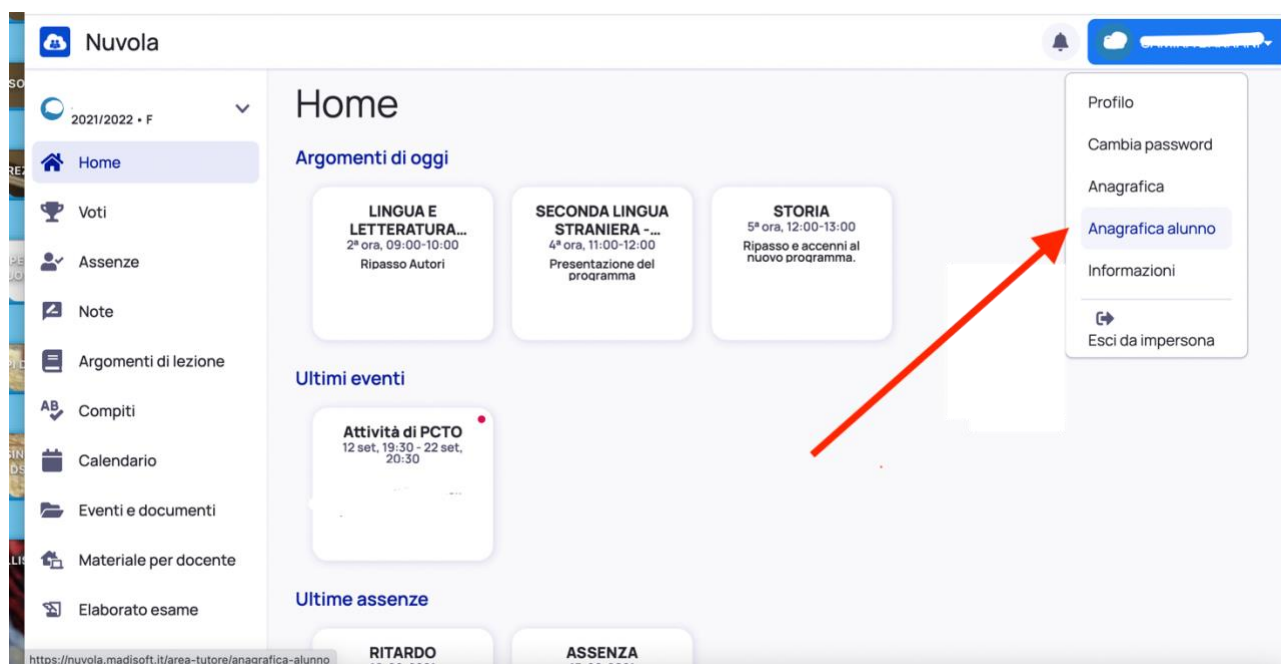 Nuvola
2021/2022 • F
Home
Voti
Assenze
Note
Argomenti di lezione
Compiti
Calendario
Eventi e documenti
Materiale per docente
Elaborato esame
https://nuvola.madisoft.it/area-tutore/anagrafica-alunno
Home
Argomenti di oggi
LINGUA E
LETTERATURA...
2ª ora, 09:00-10:00
Ripasso Autori
SECONDA LINGUA
STRANIERA -...
4ª ora, 11:00-12:00
Presentazione del
programma
STORIA
5ª ora, 12:00-13:00
Ripasso e accenni al
nuovo programma.
Ultimi eventi
Attività di PCTO
12 set, 19:30 - 22 set,
20:30
Ultime assenze
RITARDO
ASSENZA
Profilo
Cambia password
Anagrafica
Anagrafica alunno
Informazioni
Esci da impersona